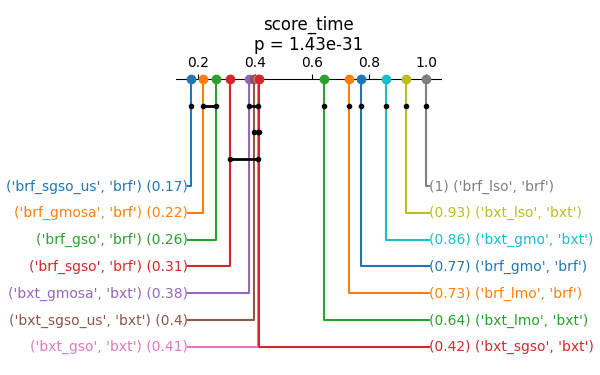 score_time
p = 1.43e-31
0.2 0.4 0.6 0.8 1.0
('brf_sgso_us', 'brf') (0.17) (1) ('brf_lso', 'brf')
('brf_gmosa', 'brf') (0.22) (0.93) ('bxt_lso', 'bxt')
('brf_gso', 'brf') (0.26) (0.86) ('bxt_gmo', 'bxt')
('brf_sgso', 'brf') (0.31) (0.77) ('brf_gmo', 'brf')
('bxt_gmosa', 'bxt') (0.38) (0.73) ('brf_lmo', 'brf')
('bxt_sgso_us', 'bxt') (0.4) (0.64) ('bxt_lmo', 'bxt')
('bxt_gso', 'bxt') (0.41) (0.42) ('bxt_sgso', 'bxt')